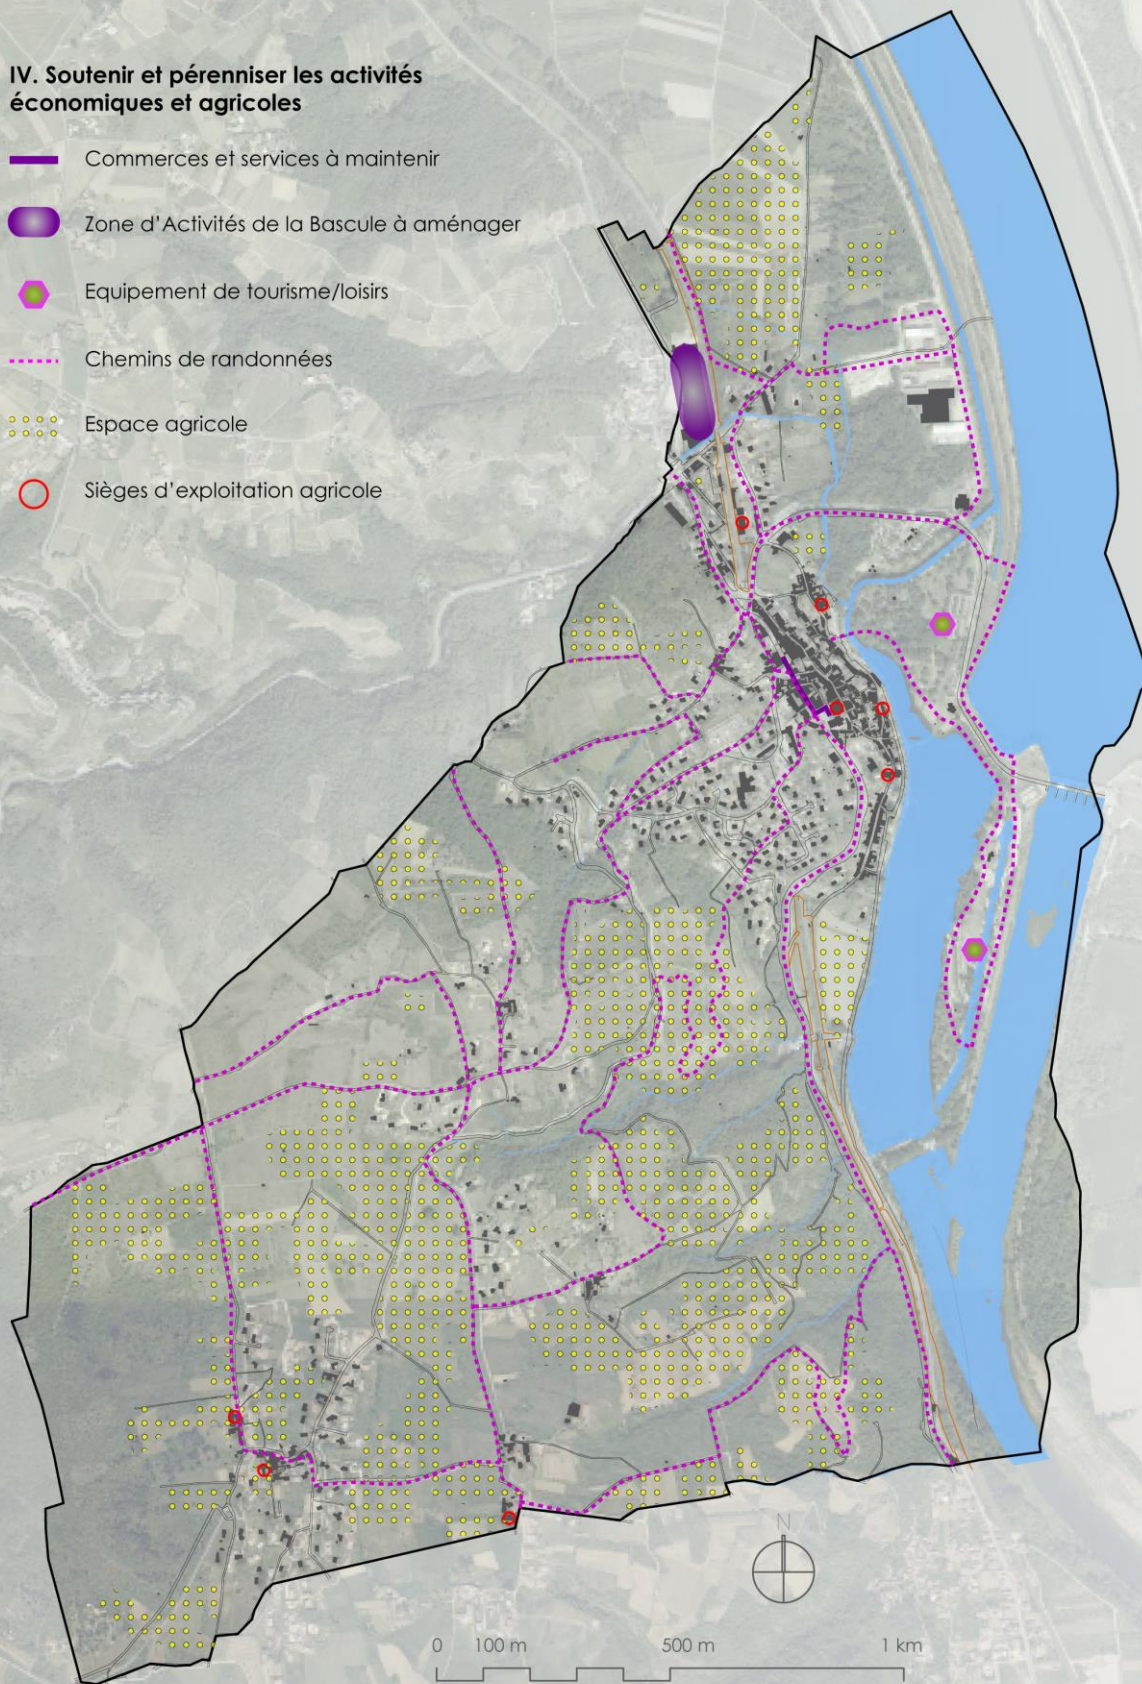 IV. Soutenir et pérenniser les activités
économiques et agricoles
Commerces et services à maintenir
Zone d'Activités de la Bascule à aménager
Equipement de tourisme/loisirs
Chemins de randonnées
Espace agricole
Sièges d'exploitation agricole
N
0 100 m 500 m 1 km